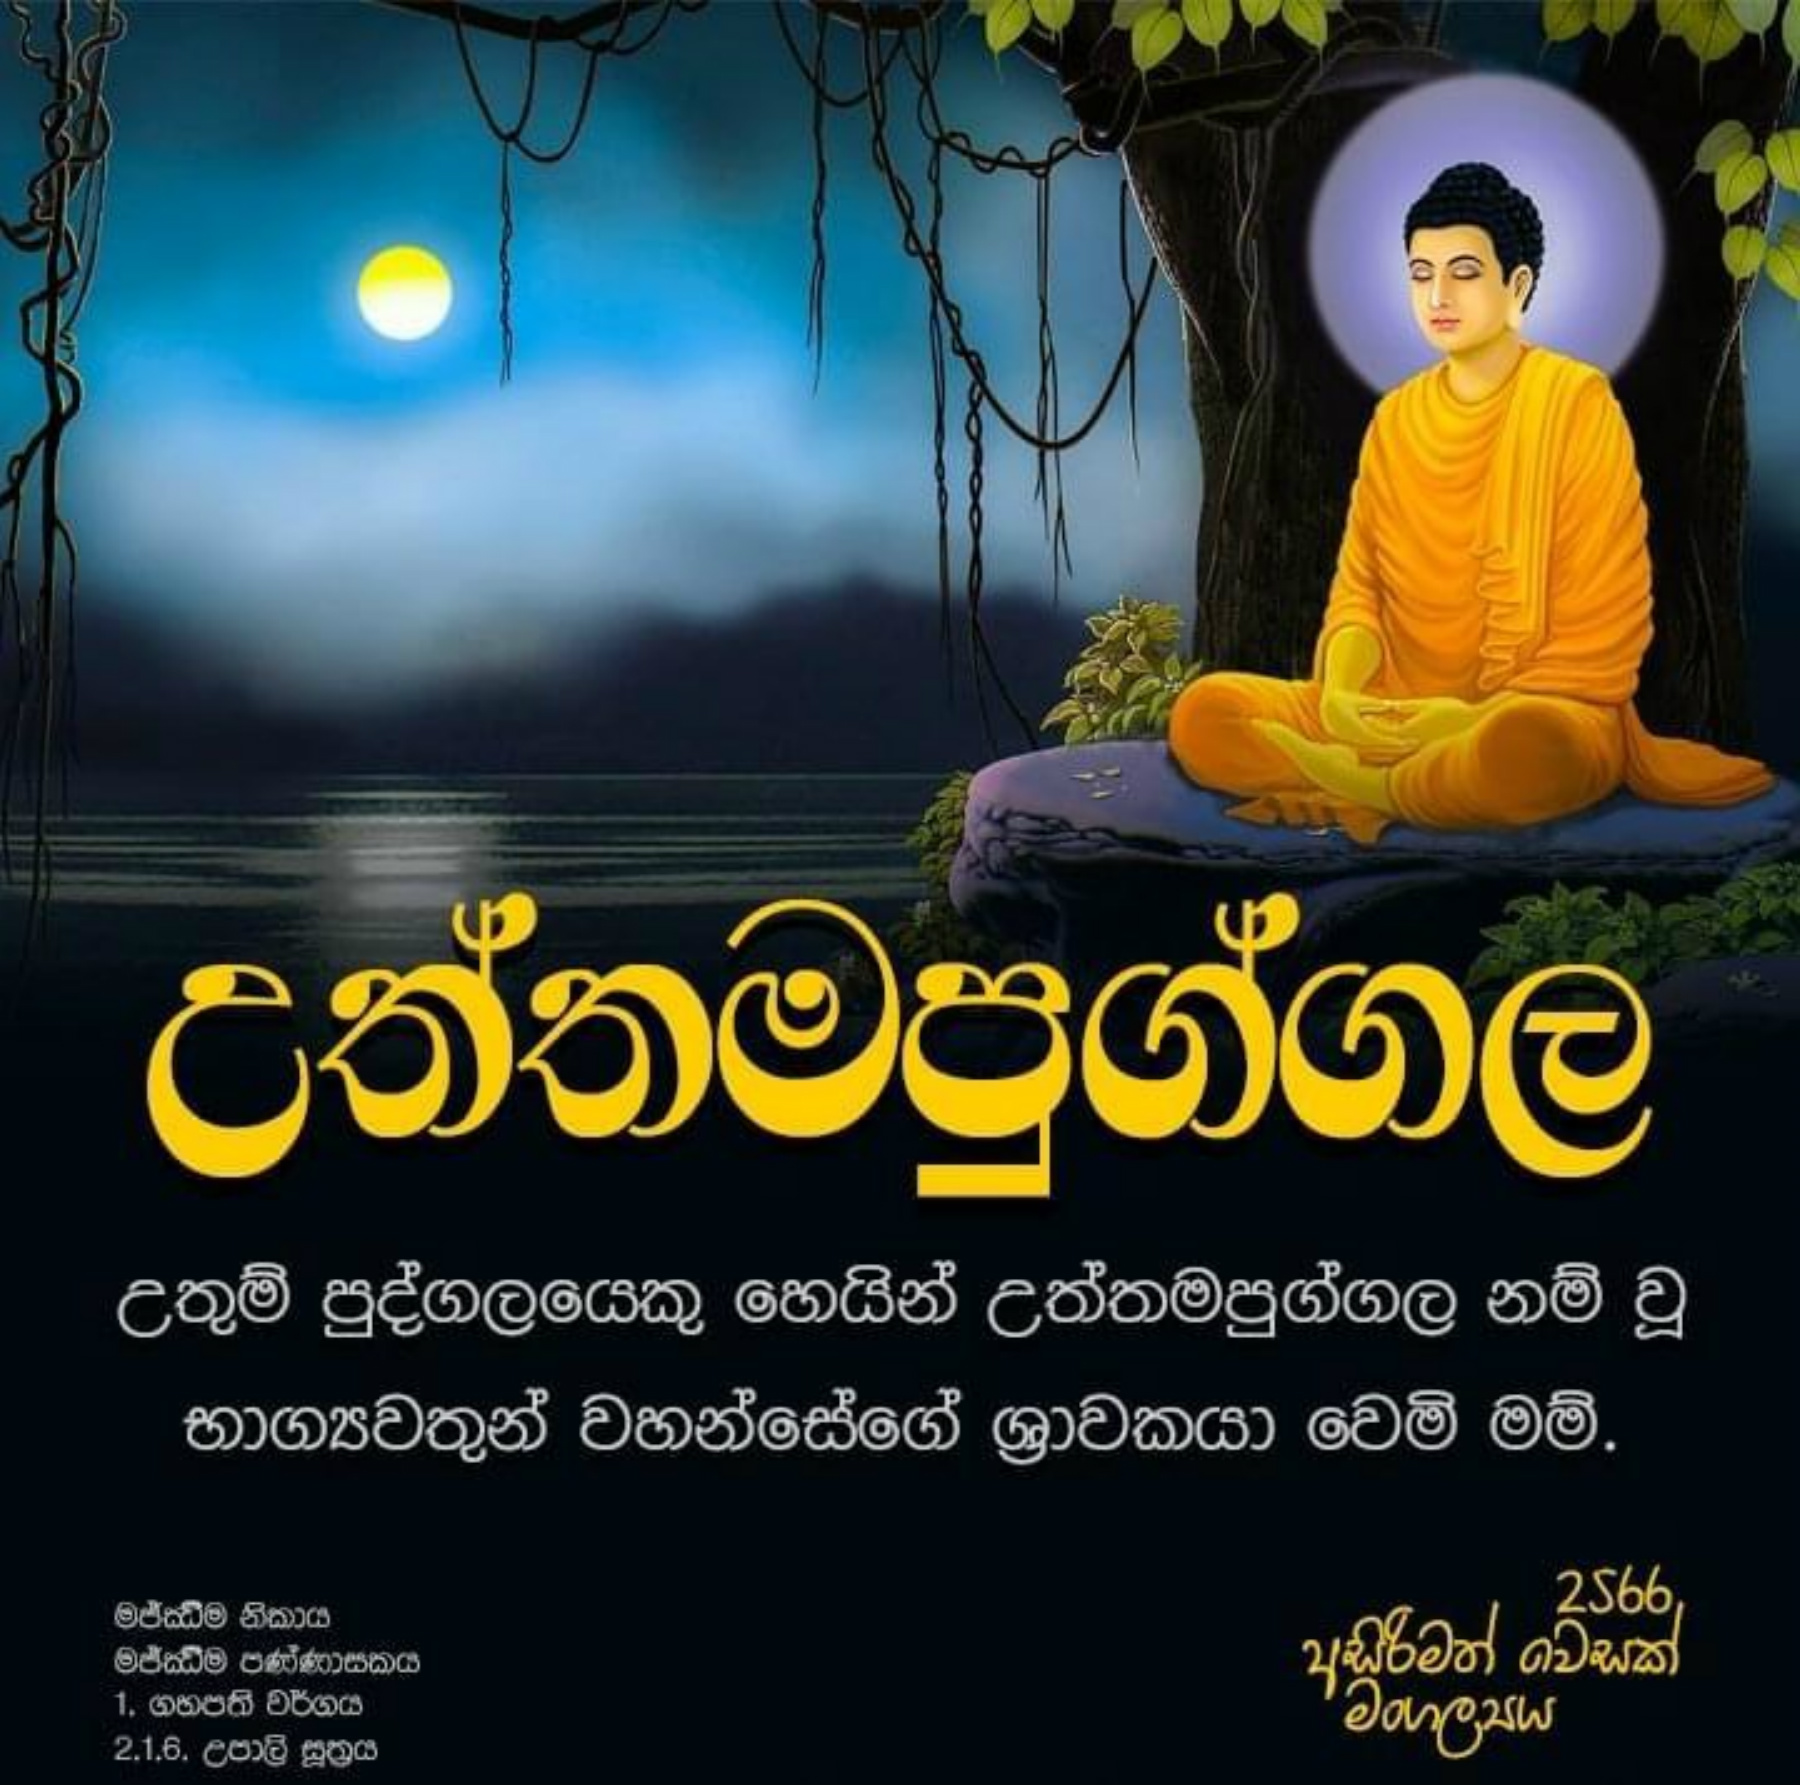 උත්තමපුග්ගල
උතුම් පුද්ගලයෙකු හෙයින් උත්තමපුග්ගල නම් වූ
භාග්‍යවතුන් වහන්සේගේ ශ්‍රාවකයා වෙමි මම්.
මජ්ඣිම නිකාය
මජ්ඣිම පණ්ණාසකය
1. ගහපති වර්ගය
2.1.6. උපාලි සූත්‍රය
2566
අසිරිමත් වෙසක්
මංගල්‍යය